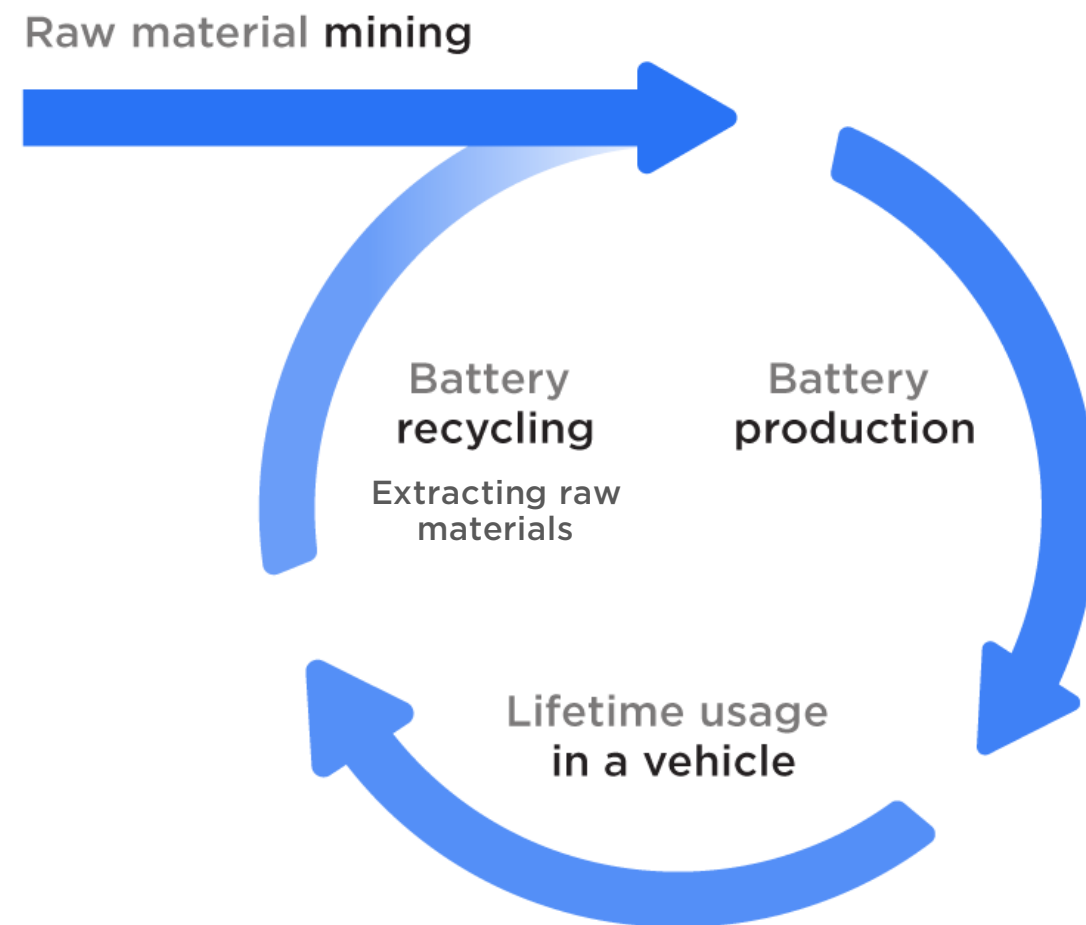 Raw material mining
Battery
recycling
Extracting raw
materials
Battery
production
Lifetime usage
in a vehicle